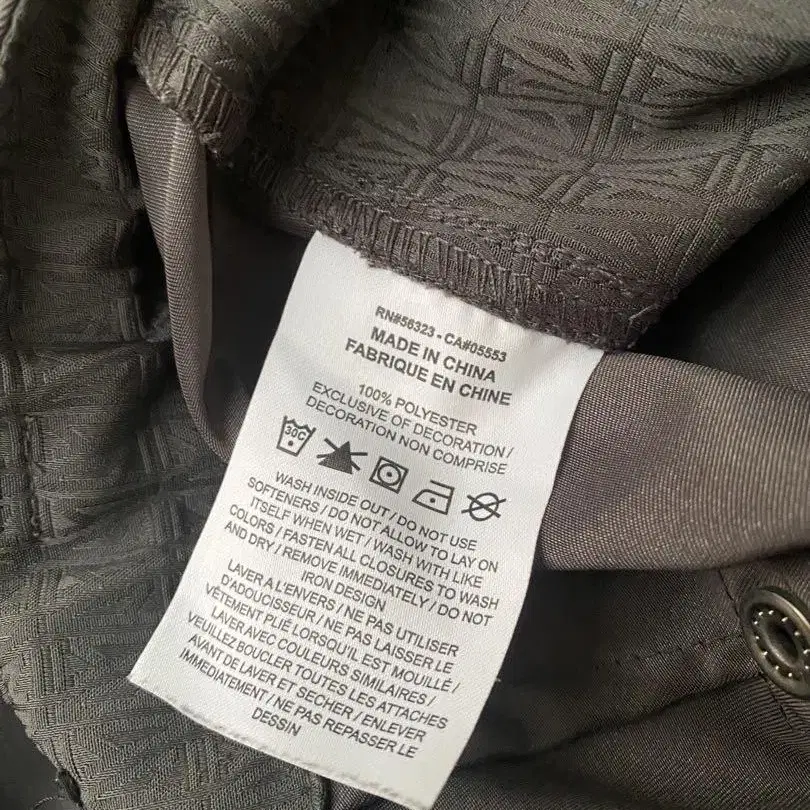 RN#56323 - CA#05553
MADE IN CHINA
FABRIQUE EN CHINE
100% POLYESTER
EXCLUSIVE OF DECORATION /
DECORATION NON COMPRISE
30C
WASH INSIDE OUT / DO NOT USE
SOFTENERS / DO NOT ALLOW TO LAY ON
ITSELF WHEN WET / WASH WITH LIKE
COLORS / FASTEN ALL CLOSURES TO WASH
AND DRY / REMOVE IMMEDIATELY / DO NOT
IRON DESIGN
LAVER A L'ENVERS / NE PAS UTILISER
D'ADOUCISSEUR / NE PAS LAISSER LE
VÊTEMENT PLIÉ LORSQU'IL EST MOUILLÉ /
LAVER AVEC COULEURS SIMILAIRES /
VEUILLEZ BOUCLER TOUTES LES ATTACHES
AVANT DE LAVER ET SECHER / ENLEVER
IMMEDIATEMENT / NE PAS REPASSER LE
DESSIN